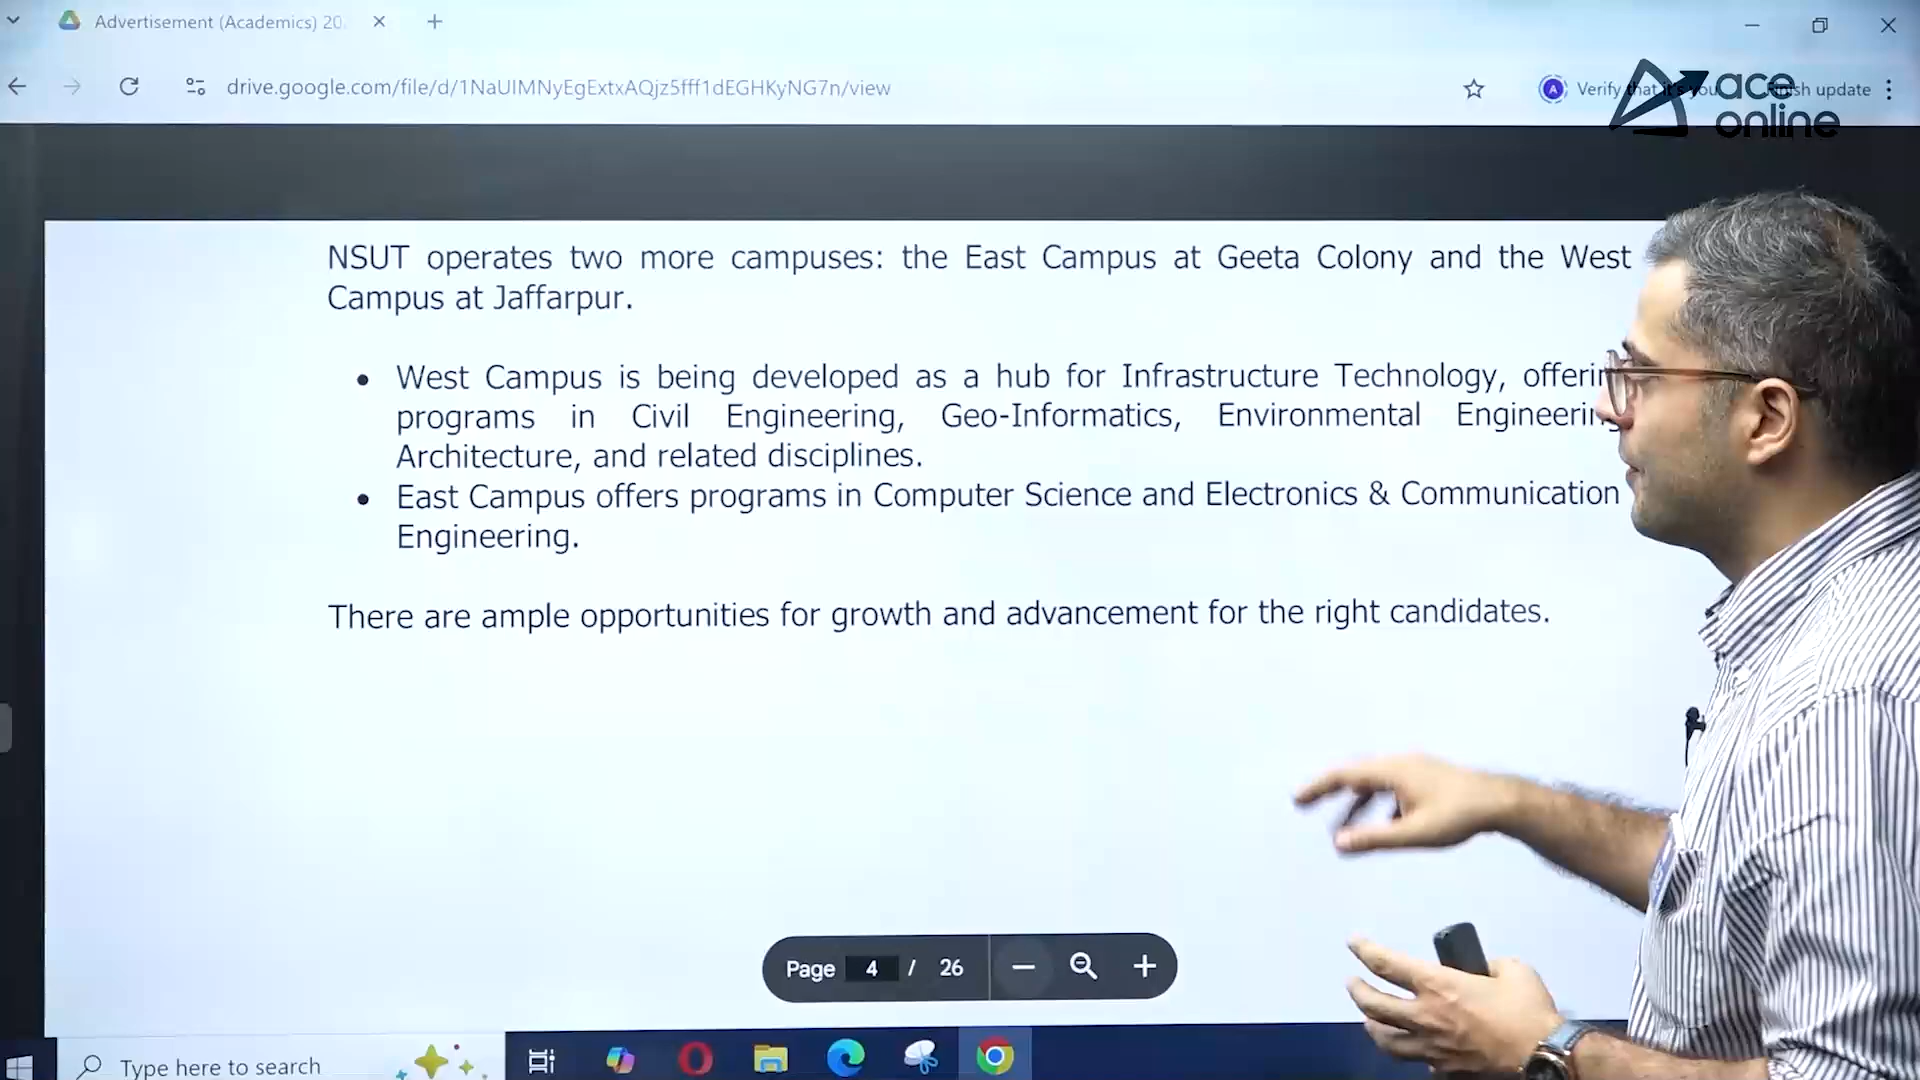 Advertisement (Academics) 20
drive.google.com/file/d/1NaUIMNyEgExtxAQjz5fff1dEGHKyNG7n/view
Verify that it's you
Finish update
ace
online
NSUT operates two more campuses: the East Campus at Geeta Colony and the West
Campus at Jaffarpur.
• West Campus is being developed as a hub for Infrastructure Technology,
programs in Civil Engineering, Geo-Informatics, Environmental
Architecture, and related disciplines.
• East Campus offers programs in Computer Science and Electronics & Communication
Engineering.
There are ample opportunities for growth and advancement for the right candidates.
Page 4 / 26
Type here to search